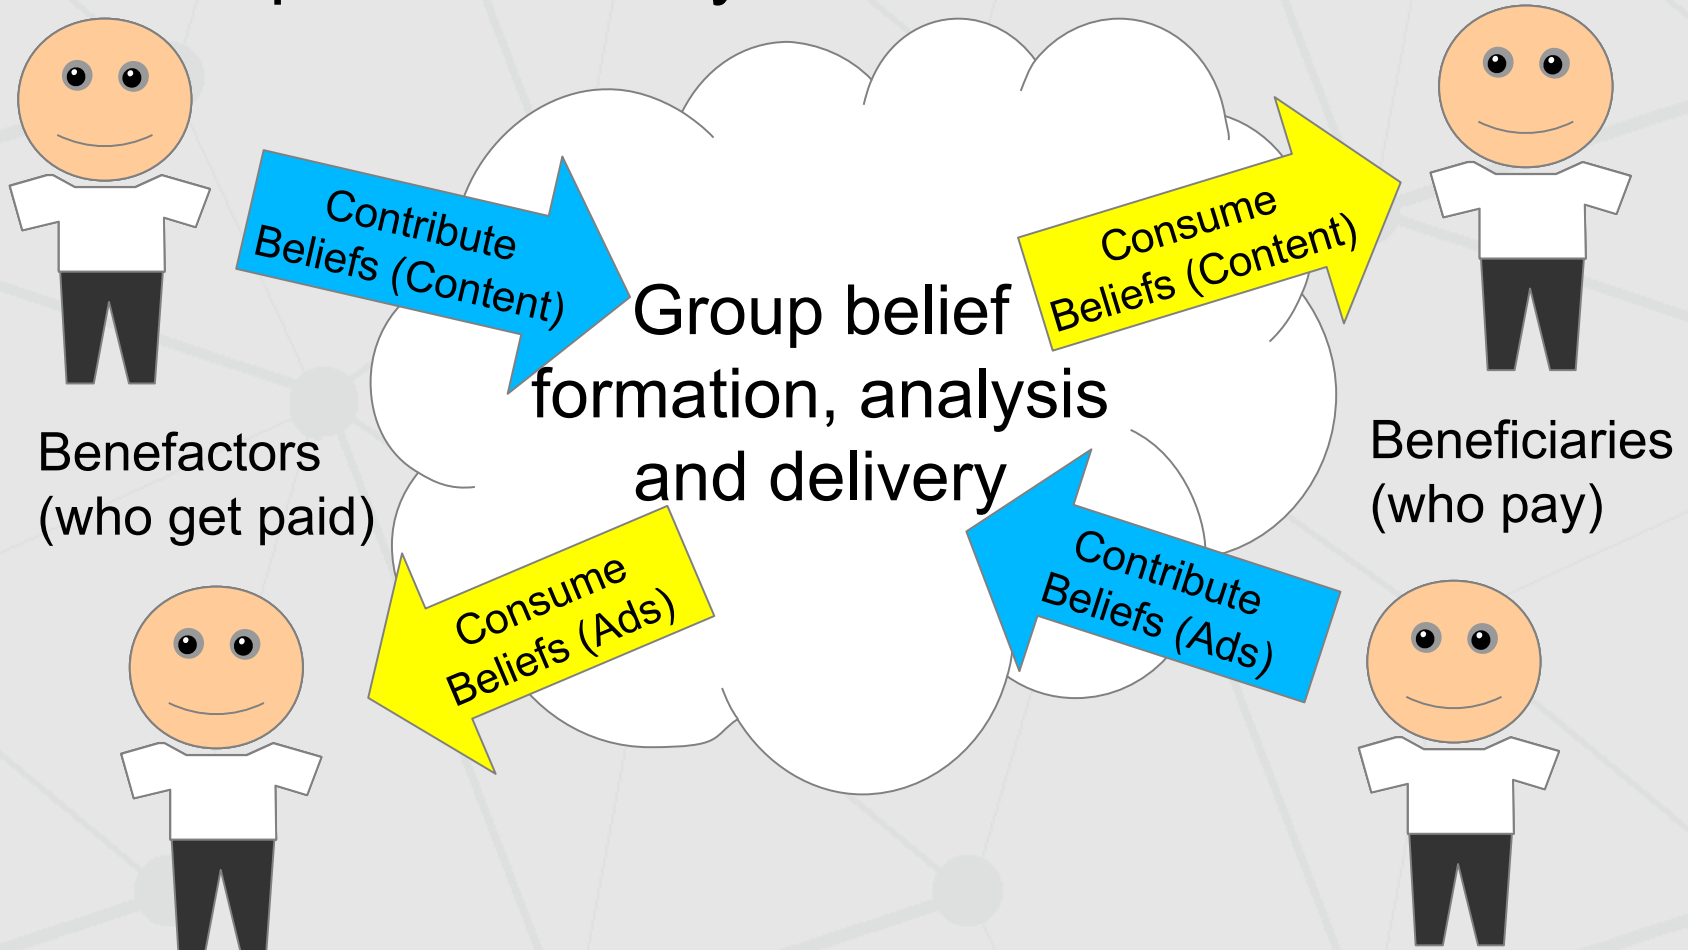 Contribute
Beliefs (Content)
Consume
Beliefs (Content)
Group belief
formation, analysis
and delivery
Benefactors
(who get paid)
Beneficiaries
(who pay)
Consume
Beliefs (Ads)
Contribute
Beliefs (Ads)